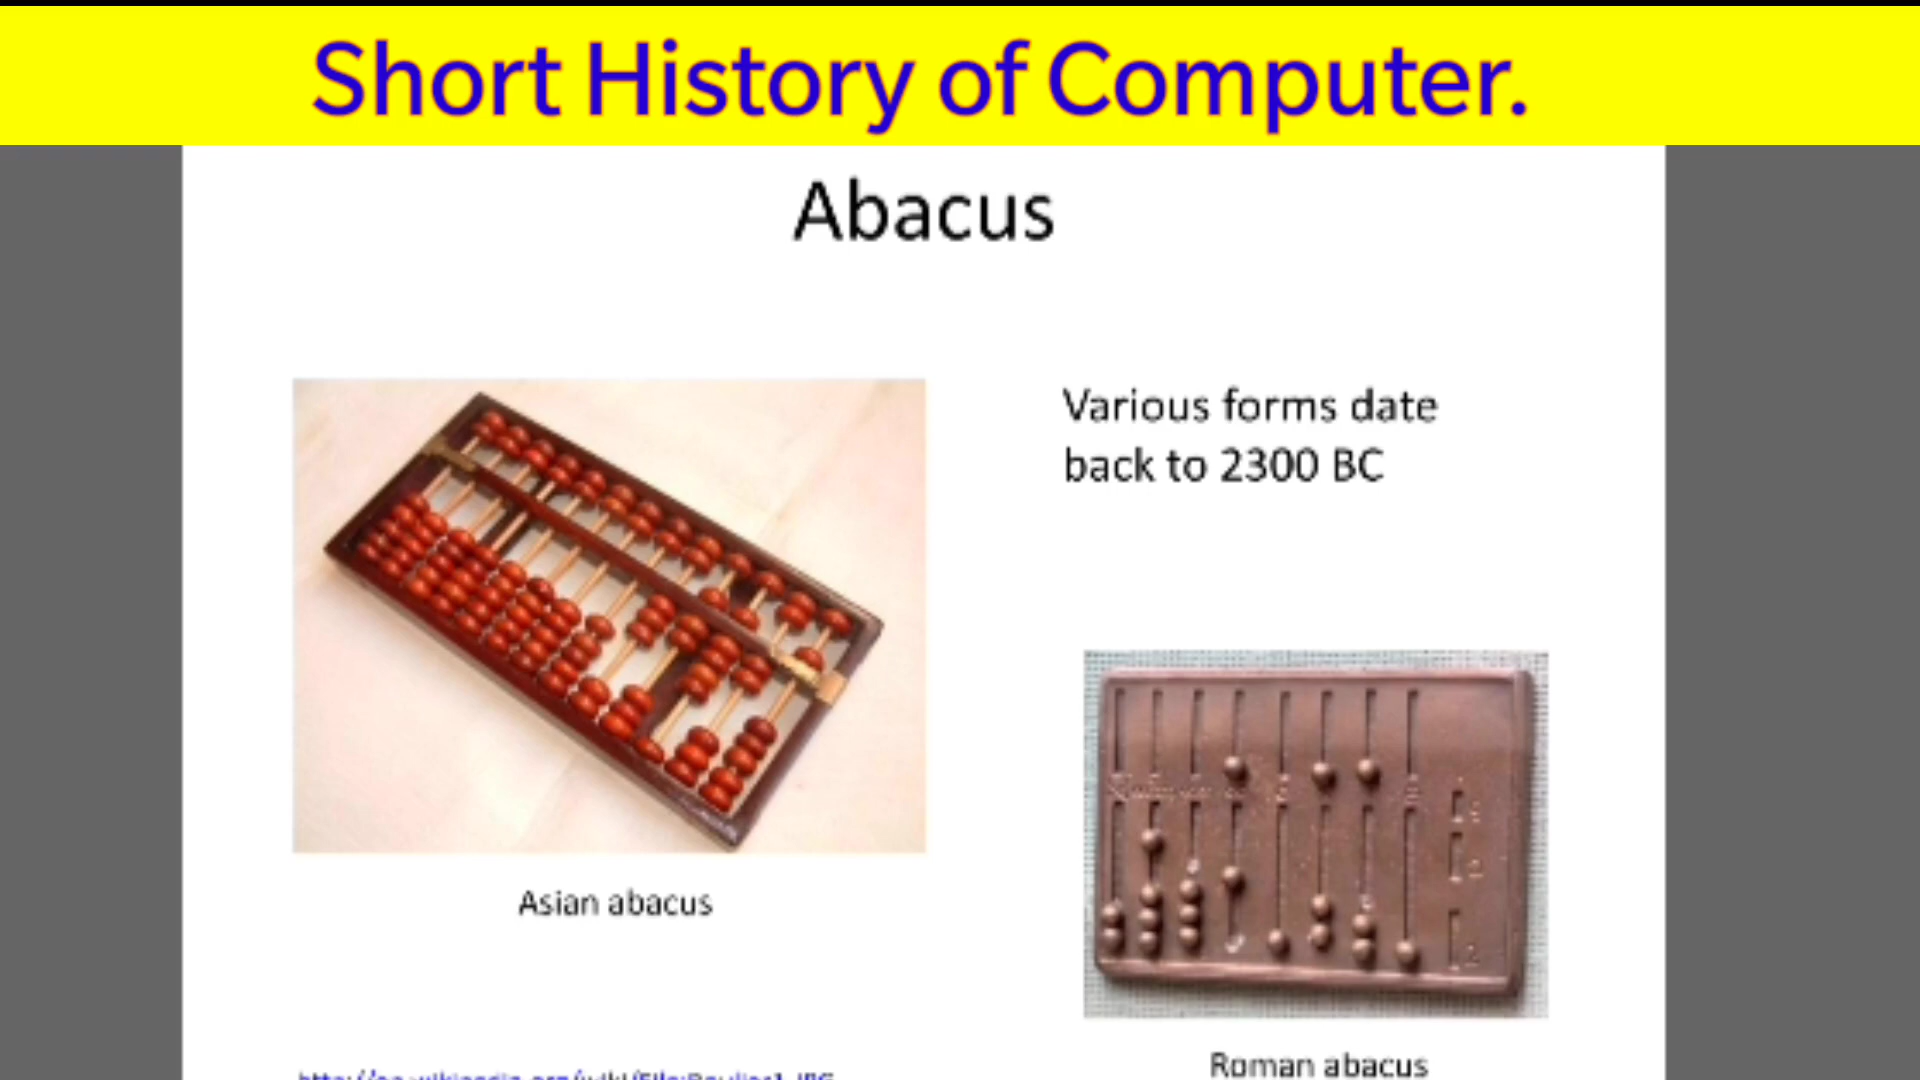 Short History of Computer.
Abacus
Various forms date
back to 2300 BC
Asian abacus
Roman abacus